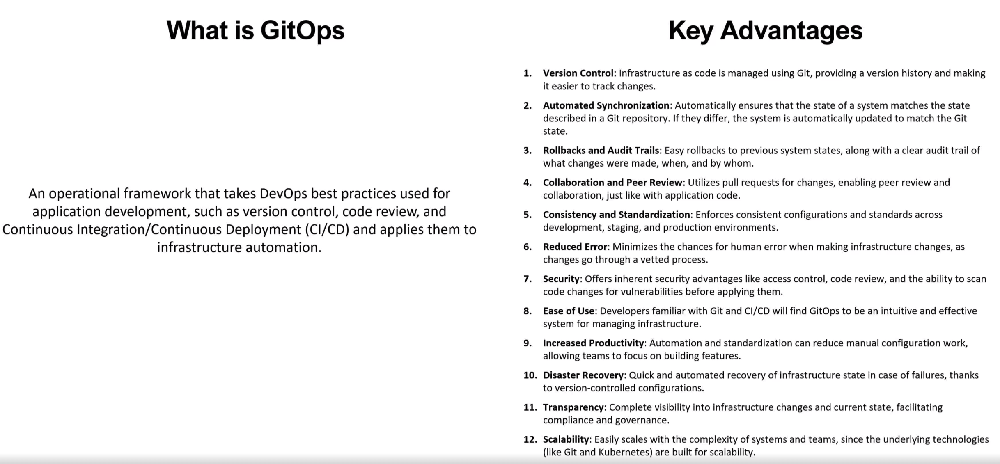 What is GitOps
An operational framework that takes DevOps best practices used for
application development, such as version control, code review, and
Continuous Integration/Continuous Deployment (CI/CD) and applies them to
infrastructure automation.
Key Advantages
1. Version Control: Infrastructure as code is managed using Git, providing a version history and making
it easier to track changes.
2. Automated Synchronization: Automatically ensures that the state of a system matches the state
described in a Git repository. If they differ, the system is automatically updated to match the Git
state.
3. Rollbacks and Audit Trails: Easy rollbacks to previous system states, along with a clear audit trail of
what changes were made, when, and by whom.
4. Collaboration and Peer Review: Utilizes pull requests for changes, enabling peer review and
collaboration, just like with application code.
5. Consistency and Standardization: Enforces consistent configurations and standards across
development, staging, and production environments.
6. Reduced Error: Minimizes the chances for human error when making infrastructure changes, as
changes go through a vetted process.
7. Security: Offers inherent security advantages like access control, code review, and the ability to scan
code changes for vulnerabilities before applying them.
8. Ease of Use: Developers familiar with Git and CI/CD will find GitOps to be an intuitive and effective
system for managing infrastructure.
9. Increased Productivity: Automation and standardization can reduce manual configuration work,
allowing teams to focus on building features.
10. Disaster Recovery: Quick and automated recovery of infrastructure state in case of failures, thanks
to version-controlled configurations.
11. Transparency: Complete visibility into infrastructure changes and current state, facilitating
compliance and governance.
12. Scalability: Easily scales with the complexity of systems and teams, since the underlying technologies
(like Git and Kubernetes) are built for scalability.